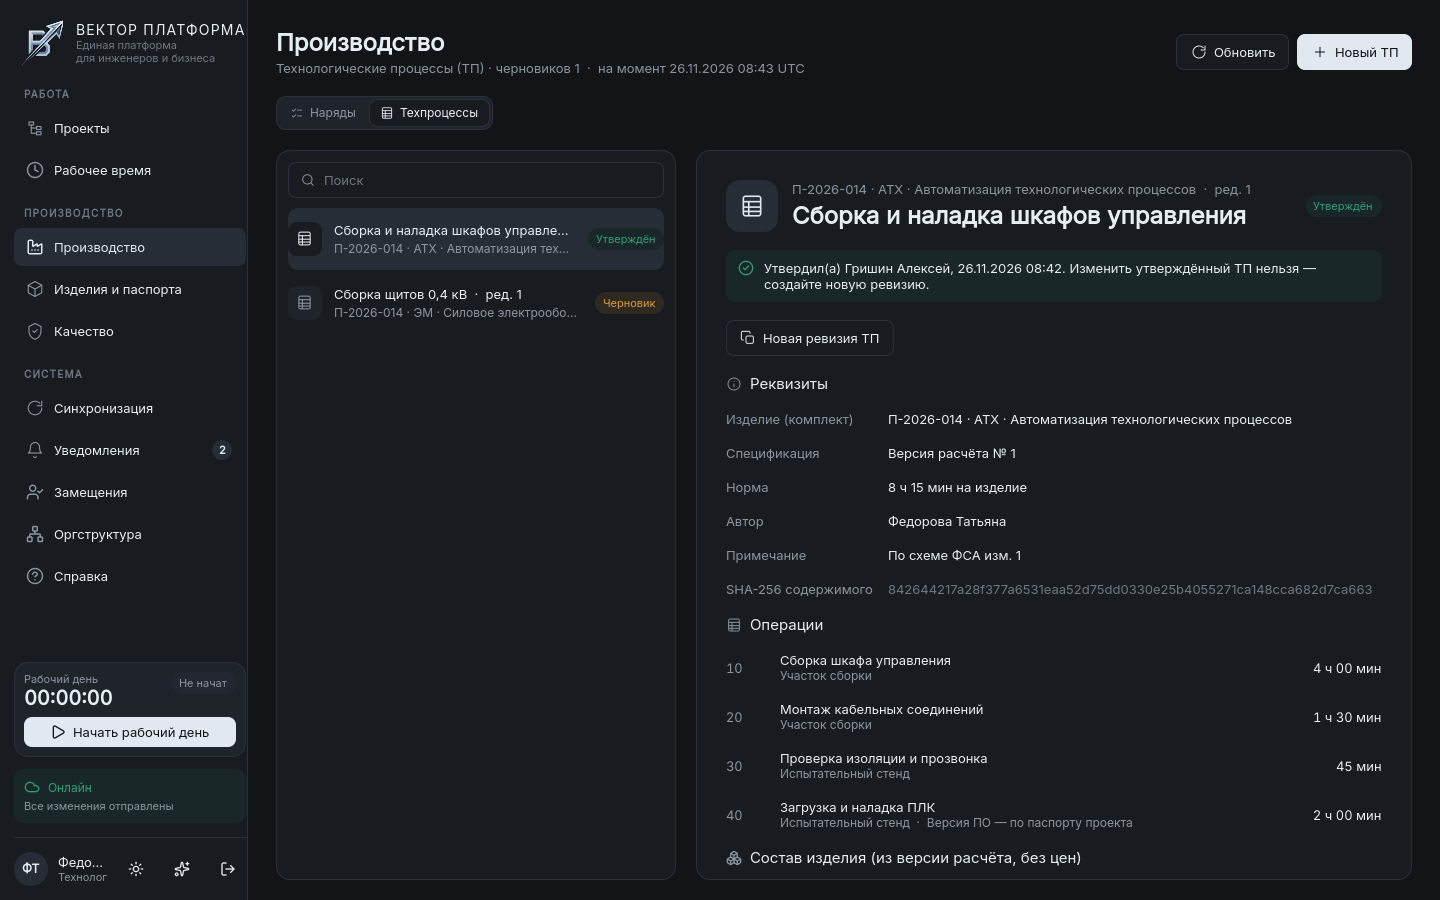 ВЕКТОР ПЛАТФОРМА
Единая платформа
для инженеров и бизнеса
РАБОТА
Проекты
Рабочее время
ПРОИЗВОДСТВО
Производство
Изделия и паспорта
Качество
СИСТЕМА
Синхронизация
Уведомления 2
Замещения
Оргструктура
Справка
Рабочий день
00:00:00
Не начат
Начать рабочий день
Онлайн
Все изменения отправлены
ФТ
Федо...
Технолог
Производство
Технологические процессы (ТП) · черновиков 1 · на момент 26.11.2026 08:43 UTC
Обновить
Новый ТП
Наряды
Техпроцессы
Поиск
Сборка и наладка шкафов управле...
П-2026-014 · АТХ · Автоматизация тех...
Утверждён
Сборка щитов 0,4 кВ · ред. 1
П-2026-014 · ЭМ · Силовое электрообо...
Черновик
П-2026-014 · АТХ · Автоматизация технологических процессов · ред. 1
Сборка и наладка шкафов управления
Утверждён
Утвердил(а) Гришин Алексей, 26.11.2026 08:42. Изменить утверждённый ТП нельзя —
создайте новую ревизию.
Новая ревизия ТП
Реквизиты
Изделие (комплект) П-2026-014 · АТХ · Автоматизация технологических процессов
Спецификация Версия расчёта № 1
Норма 8 ч 15 мин на изделие
Автор Федорова Татьяна
Примечание По схеме ФСА изм. 1
SHA-256 содержимого 842644217a28f377a6531eaa52d75dd0330e25b4055271ca148cca682d7ca663
Операции
10 Сборка шкафа управления 4 ч 00 мин
Участок сборки
20 Монтаж кабельных соединений 1 ч 30 мин
Участок сборки
30 Проверка изоляции и прозвонка 45 мин
Испытательный стенд
40 Загрузка и наладка ПЛК 2 ч 00 мин
Испытательный стенд · Версия ПО — по паспорту проекта
Состав изделия (из версии расчёта, без цен)